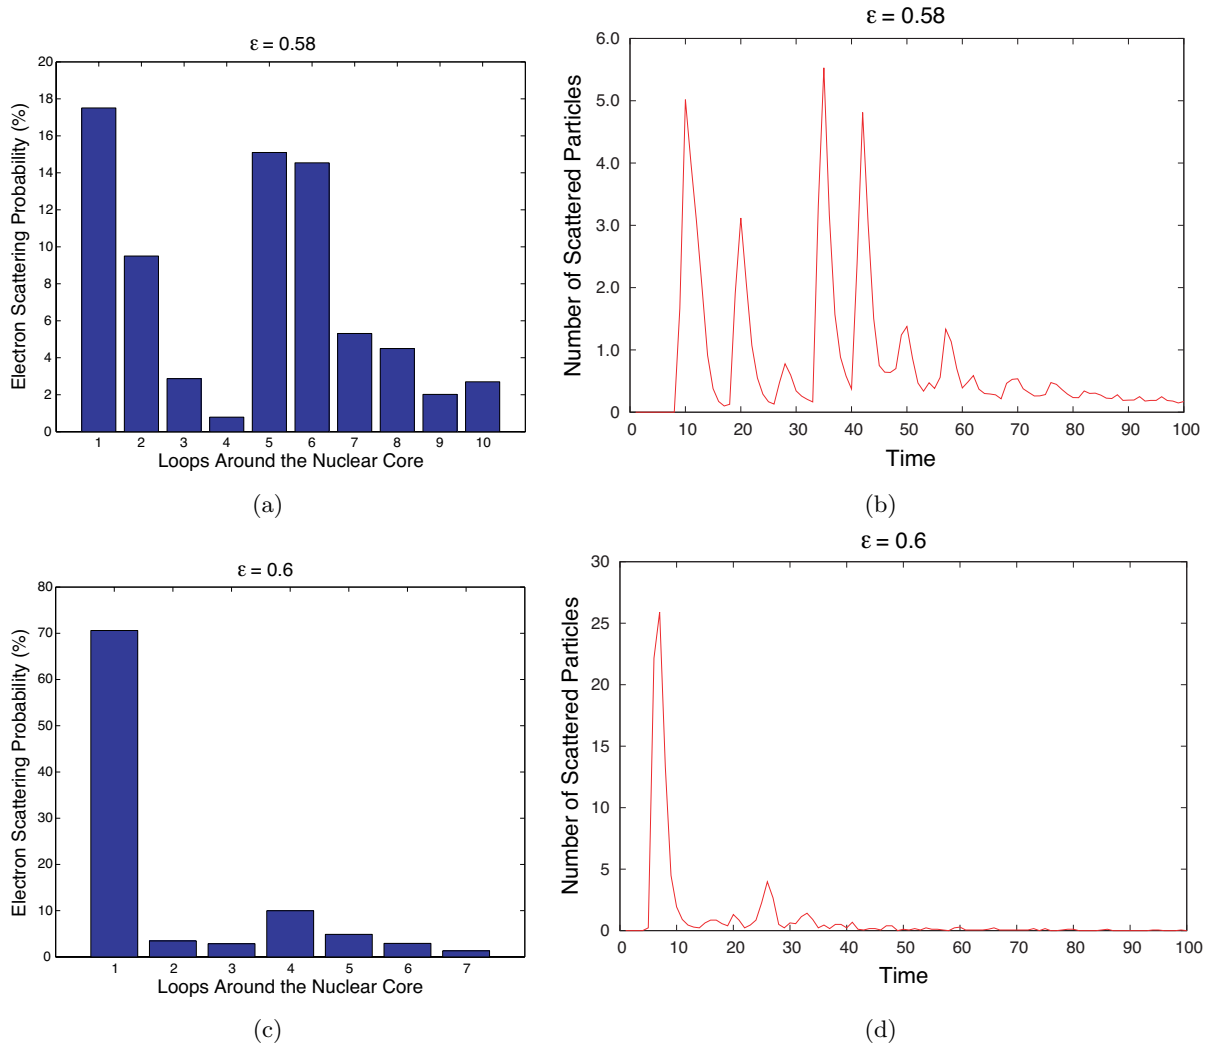 ε = 0.58
Electron Scattering Probability (%)
20
18
16
14
12
10
8
6
4
2
0
1 2 3 4 5 6 7 8 9 10
Loops Around the Nuclear Core
(a)
ε = 0.58
Number of Scattered Particles
6.0
5.0
4.0
3.0
2.0
1.0
0
0 10 20 30 40 50 60 70 80 90 100
Time
(b)
ε = 0.6
Electron Scattering Probability (%)
80
70
60
50
40
30
20
10
0
1 2 3 4 5 6 7
Loops Around the Nuclear Core
(c)
ε = 0.6
Number of Scattered Particles
30
25
20
15
10
5
0
0 10 20 30 40 50 60 70 80 90 100
Time
(d)